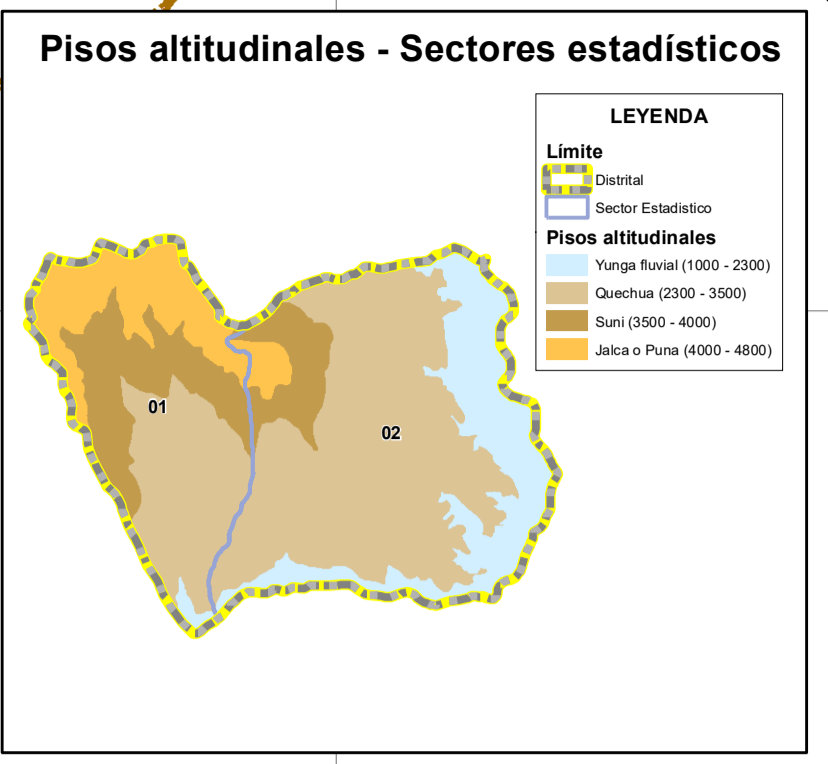 Pisos altitudinales - Sectores estadísticos
LEYENDA
Límite
Distrital
Sector Estadistico
Pisos altitudinales
Yunga fluvial (1000 - 2300)
Quechua (2300 - 3500)
Suni (3500 - 4000)
Jalca o Puna (4000 - 4800)
01
02